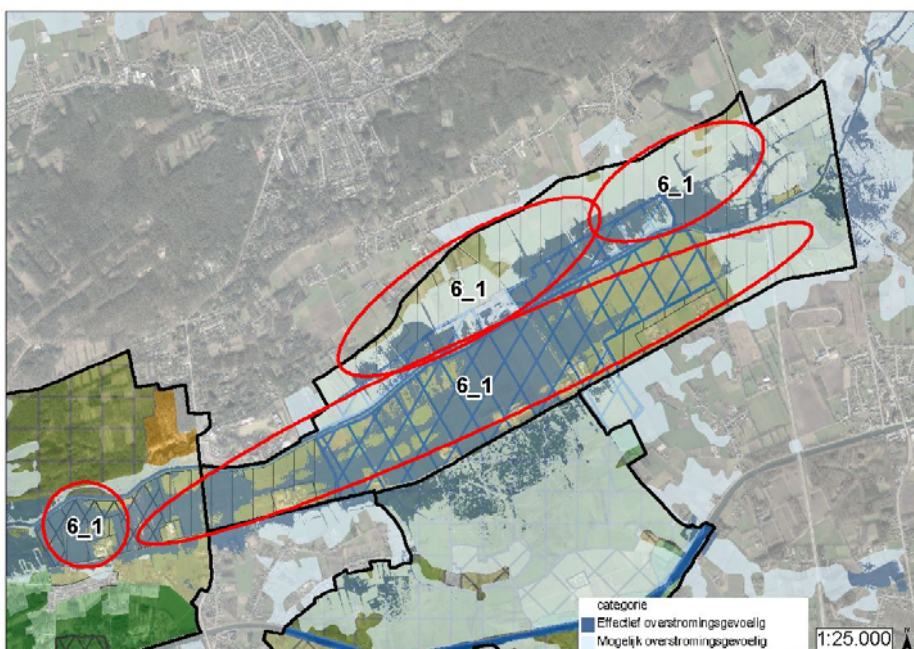 6_1
6_1
6_1
6_1
categorie
Effectief overstromingsgevoelig
Mogelijk overstromingsgevoelig
1:25.000
N